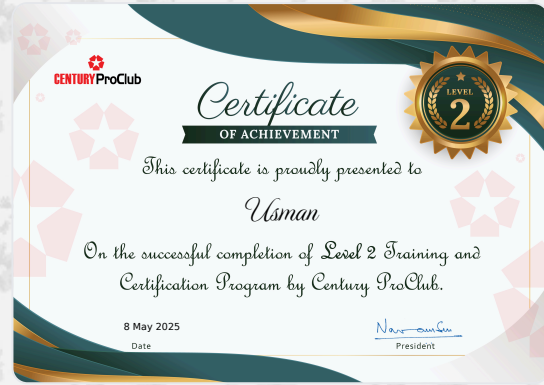 CENTURY ProClub
LEVEL
2
Certificate
OF ACHIEVEMENT
This certificate is proudly presented to
Usman
On the successful completion of Level 2 Training and
Certification Program by Century ProClub.
8 May 2025
Date
President